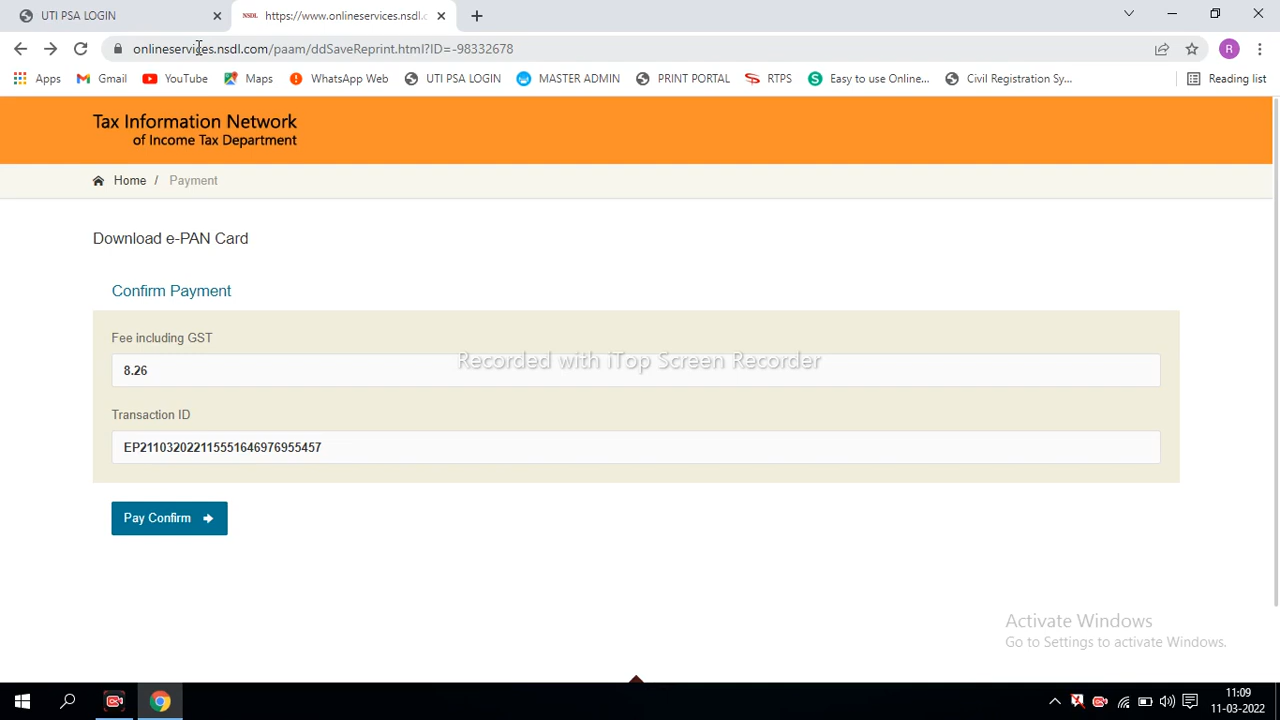 UTI PSA LOGIN
NSDL https://www.onlineservices.nsdl.c
onlineservices.nsdl.com/paam/ddSaveReprint.html?ID=-98332678
R
Apps Gmail YouTube Maps WhatsApp Web UTI PSA LOGIN MASTER ADMIN PRINT PORTAL RTPS Easy to use Online... Civil Registration Sy... Reading list
Tax Information Network
of Income Tax Department
Home / Payment
Download e-PAN Card
Confirm Payment
Fee including GST
8.26
Recorded with iTop Screen Recorder
Transaction ID
EP211032022115551646976955457
Pay Confirm
Activate Windows
Go to Settings to activate Windows.
11:09
11-03-2022